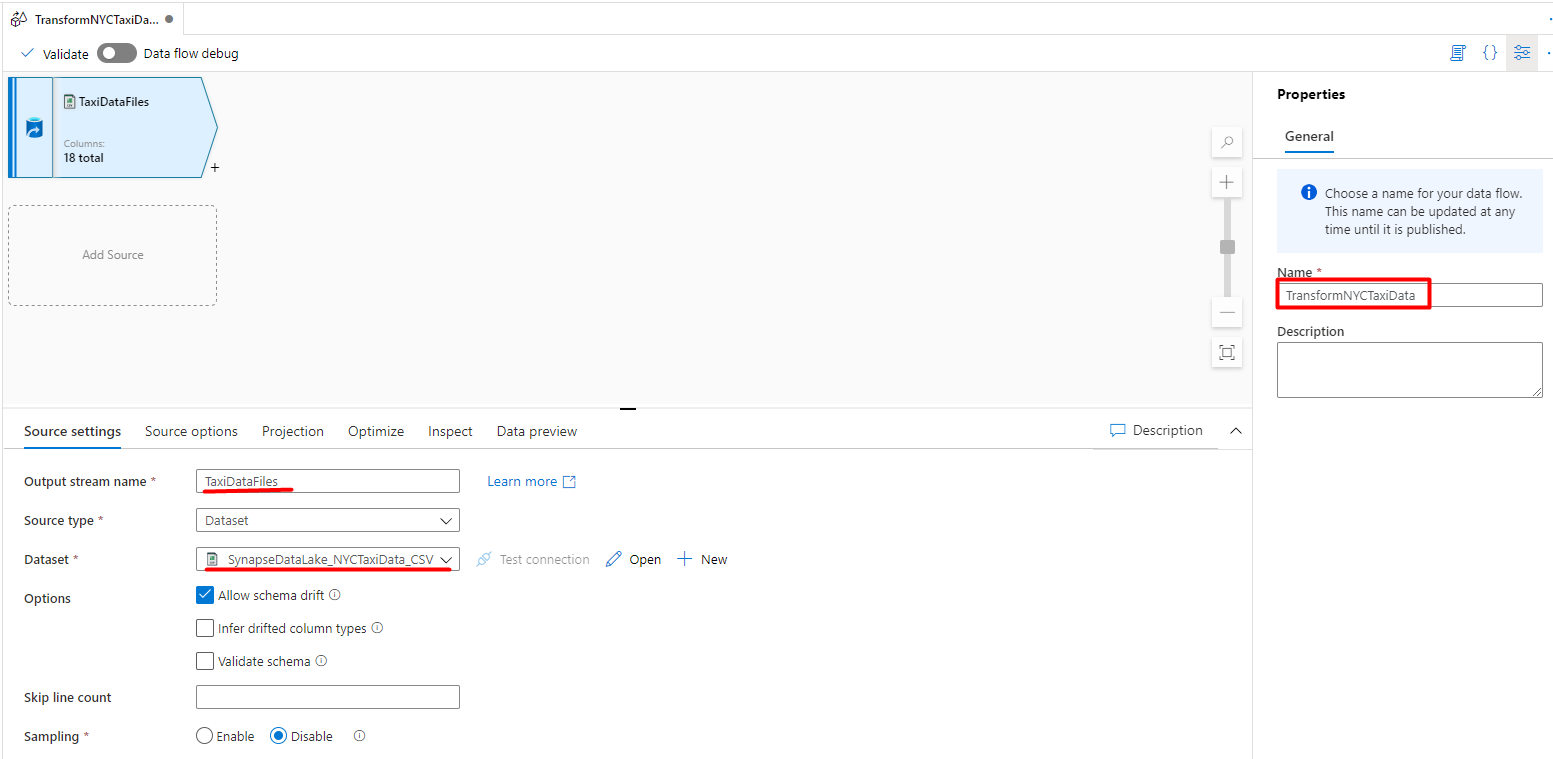 TransformNYCTaxiDa...
Validate
Data flow debug
{}
TaxiDataFiles
Columns:
18 total
+
Add Source
Properties
General
Choose a name for your data flow.
This name can be updated at any
time until it is published.
Name *
TransformNYCTaxiData
Description
Source settings
Source options
Projection
Optimize
Inspect
Data preview
Description
Output stream name *
TaxiDataFiles
Learn more
Source type *
Dataset
Dataset *
SynapseDataLake_NYCTaxiData_CSV
Test connection
Open
New
Options
Allow schema drift
Infer drifted column types
Validate schema
Skip line count
Sampling *
Enable
Disable